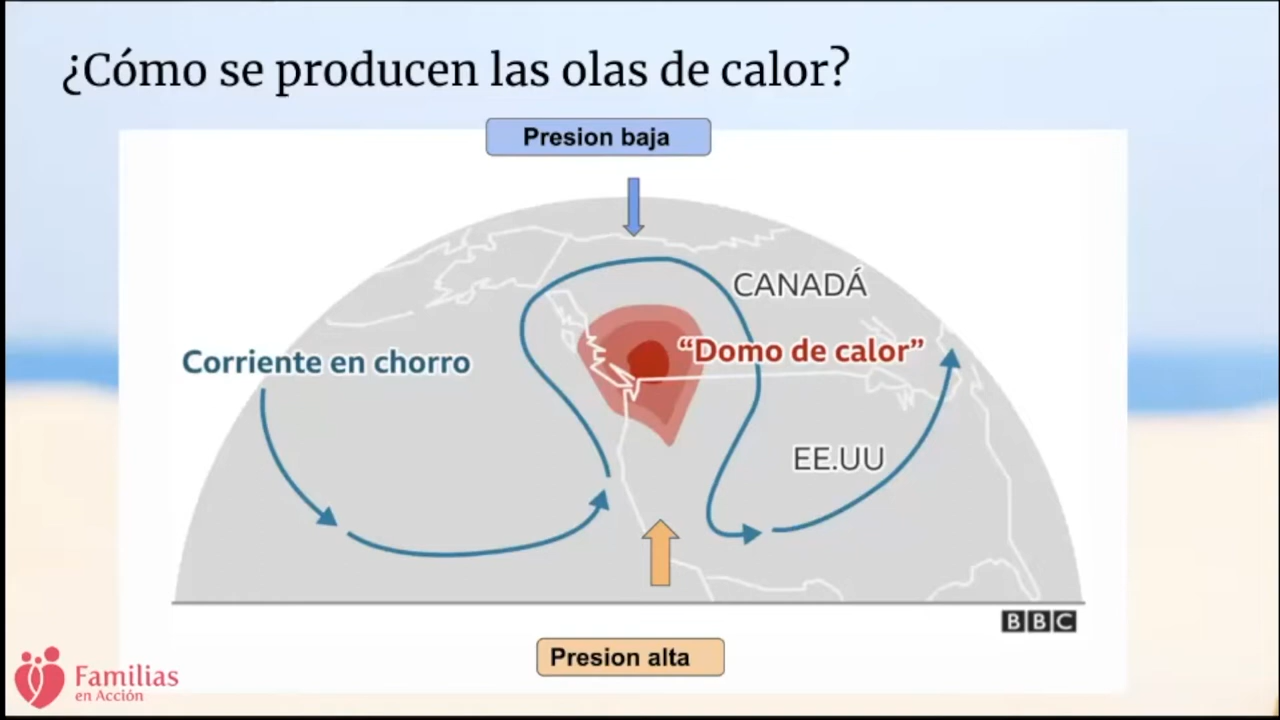 ¿Cómo se producen las olas de calor?
Presion baja
CANADÁ
Corriente en chorro
“Domo de calor”
EE.UU
BBC
Presion alta
Familias
en Acción